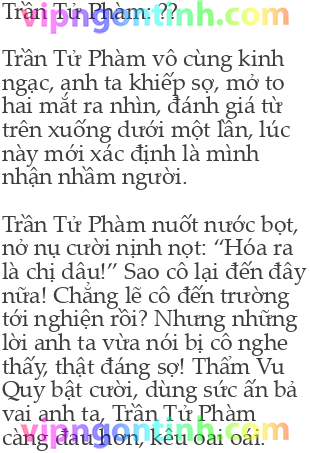 Trần Tử Phàm: ??
vipngontinh.com
Trần Tử Phàm vô cùng kinh
ngạc, anh ta khiếp sợ, mở to
hai mắt ra nhìn, đánh giá từ
trên xuống dưới một lần, lúc
này mới xác định là mình
nhận nhầm người.
Trần Tử Phàm nuốt nước bọt,
nở nụ cười nịnh nọt: “Hóa ra
là chị dâu!” Sao cô lại đến đây
nữa! Chẳng lẽ cô đến trường
tới nghiện rồi? Nhưng những
lời anh ta vừa nói bị cô nghe
thấy, thật đáng sợ! Thẩm Vu
Quy bật cười, dùng sức ấn bả
vai anh ta, Trần Tử Phàm
càng đau hơn, kêu oai oái.
vipngontinh.com